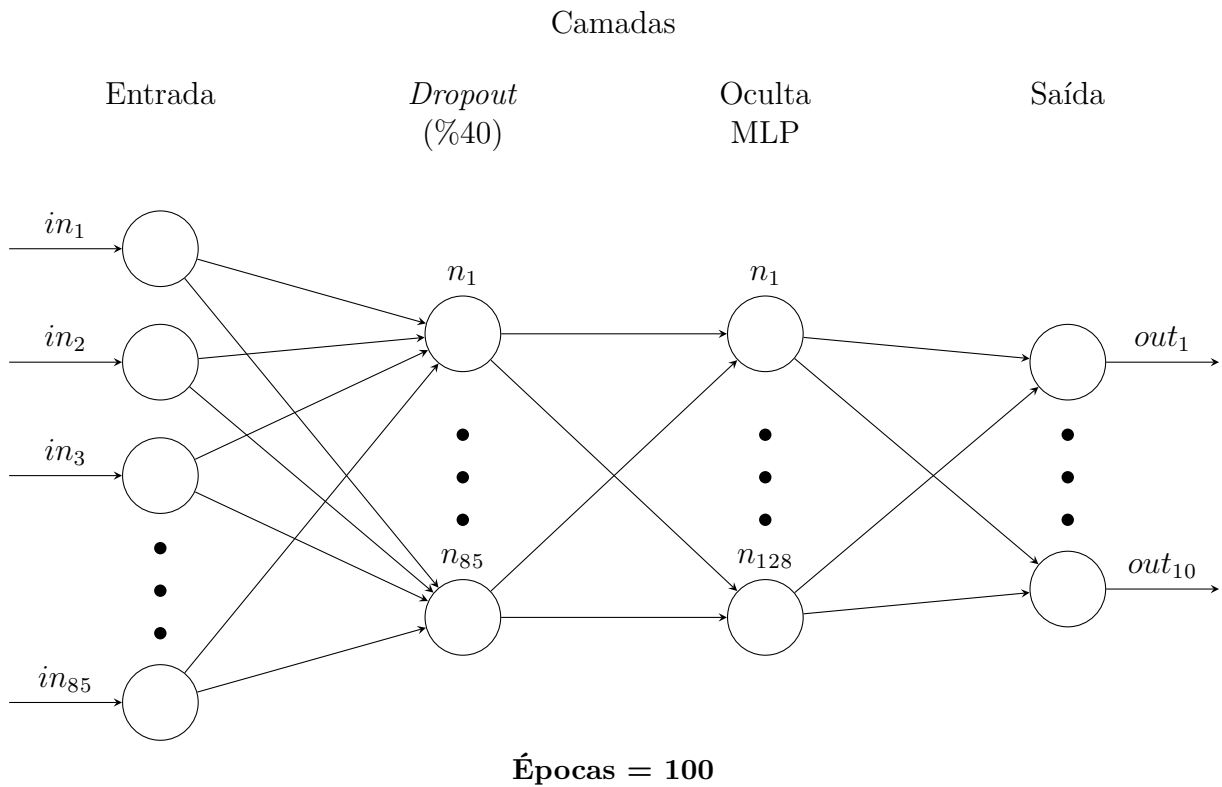 Camadas
Entrada
Dropout
(%40)
Oculta
MLP
Saída
in₁
in₂
in₃
in₈₅
n₁
n₈₅
n₁
n₁₂₈
out₁
out₁₀
Épocas = 100